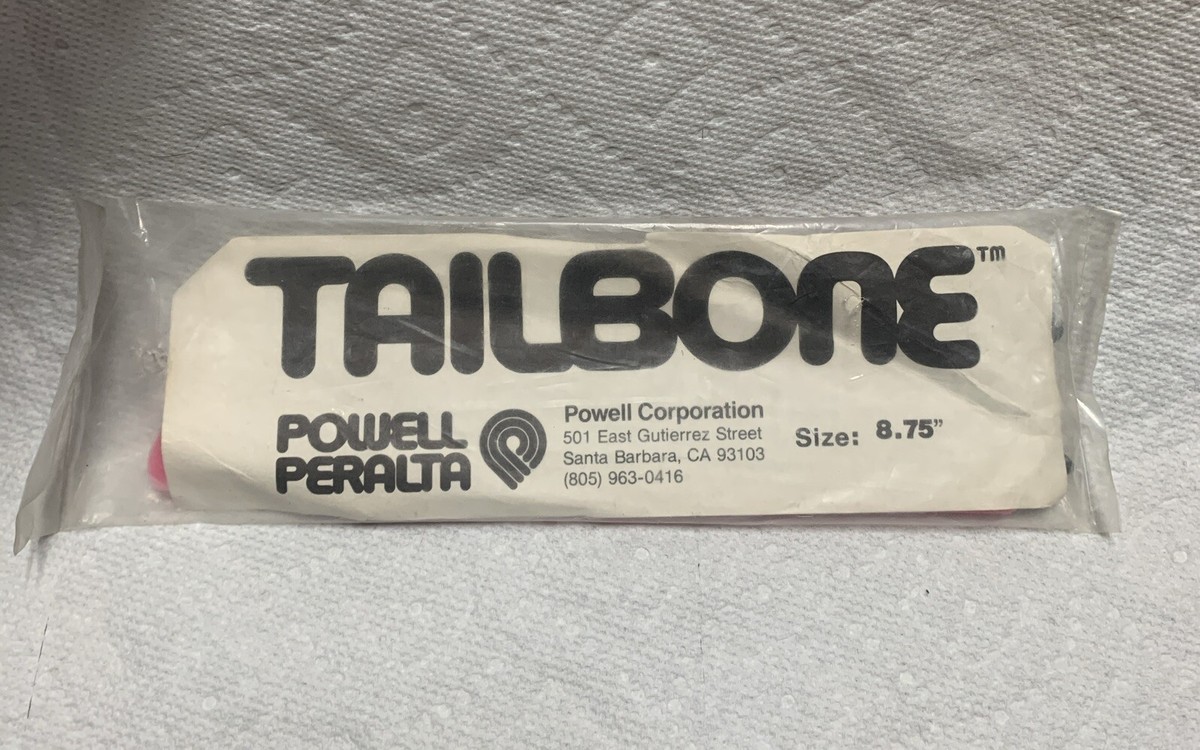 TAILBONE™
POWELL
PERALTA
Powell Corporation
501 East Gutierrez Street
Santa Barbara, CA 93103
(805) 963-0416
Size: 8.75"